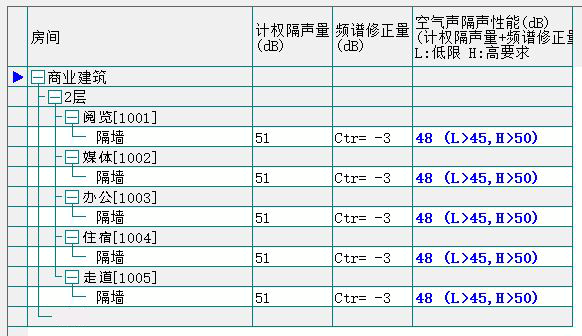 房间 计权隔声量 频谱修正量 空气声隔声性能(dB)
(dB) (dB) (计权隔声量+频谱修正量
L:低限 H:高要求
商业建筑
2层
阅览[1001]
隔墙 51 Ctr= -3 48 (L>45,H>50)
媒体[1002]
隔墙 51 Ctr= -3 48 (L>45,H>50)
办公[1003]
隔墙 51 Ctr= -3 48 (L>45,H>50)
住宿[1004]
隔墙 51 Ctr= -3 48 (L>45,H>50)
走道[1005]
隔墙 51 Ctr= -3 48 (L>45,H>50)